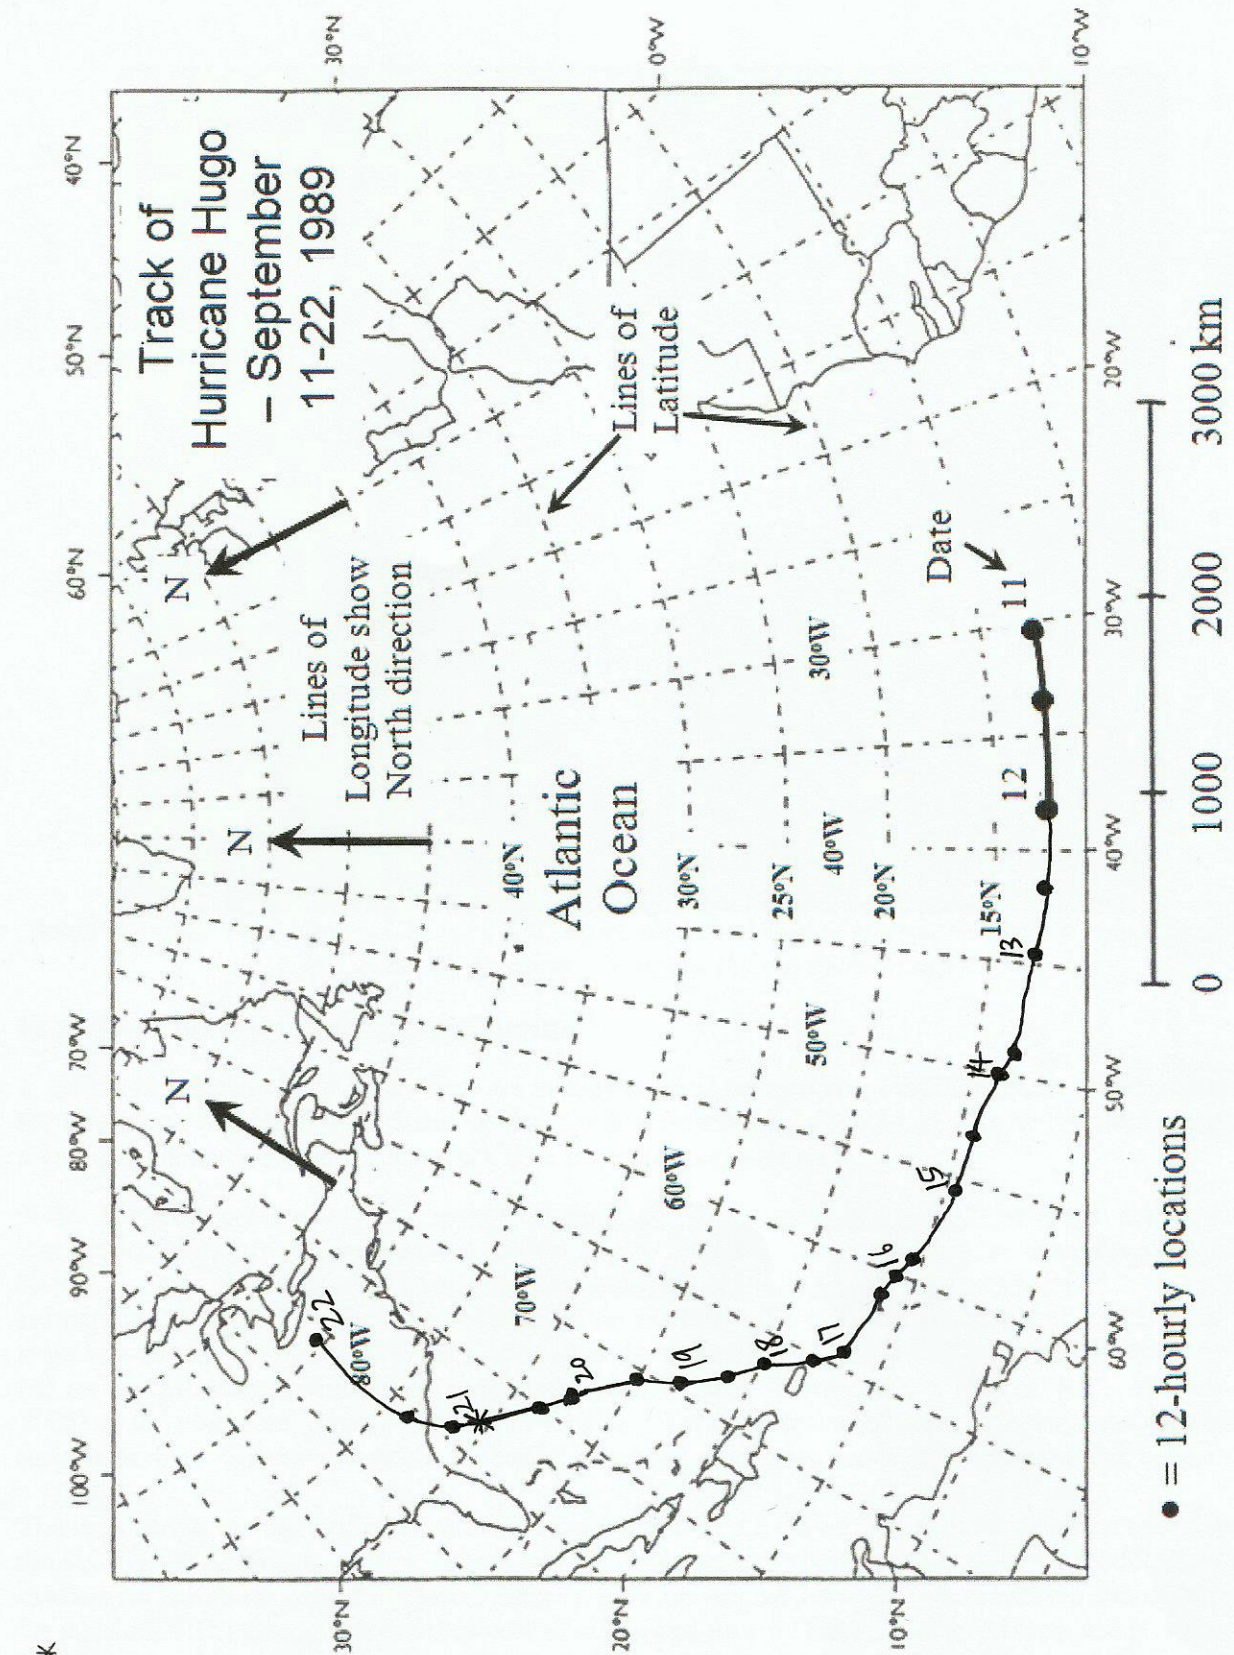 100°W 90°W 80°W 70°W 60°N 50°N 40°N
Track of
Hurricane Hugo
– September
11-22, 1989
N
N
N
Lines of
Longitude show
North direction
30°N
30°N
22
80°W
21
70°W
20
40°N
Atlantic
Ocean
Lines of
Latitude
20°N
0°W
60°W
19
30°N
18
25°N
17
50°W
40°W
30°W
20°N
10°N
16
15
14
15°N
13
12
11
Date
10°W
60°W 50°W 40°W 30°W 20°W
● = 12-hourly locations
0 1000 2000 3000 km